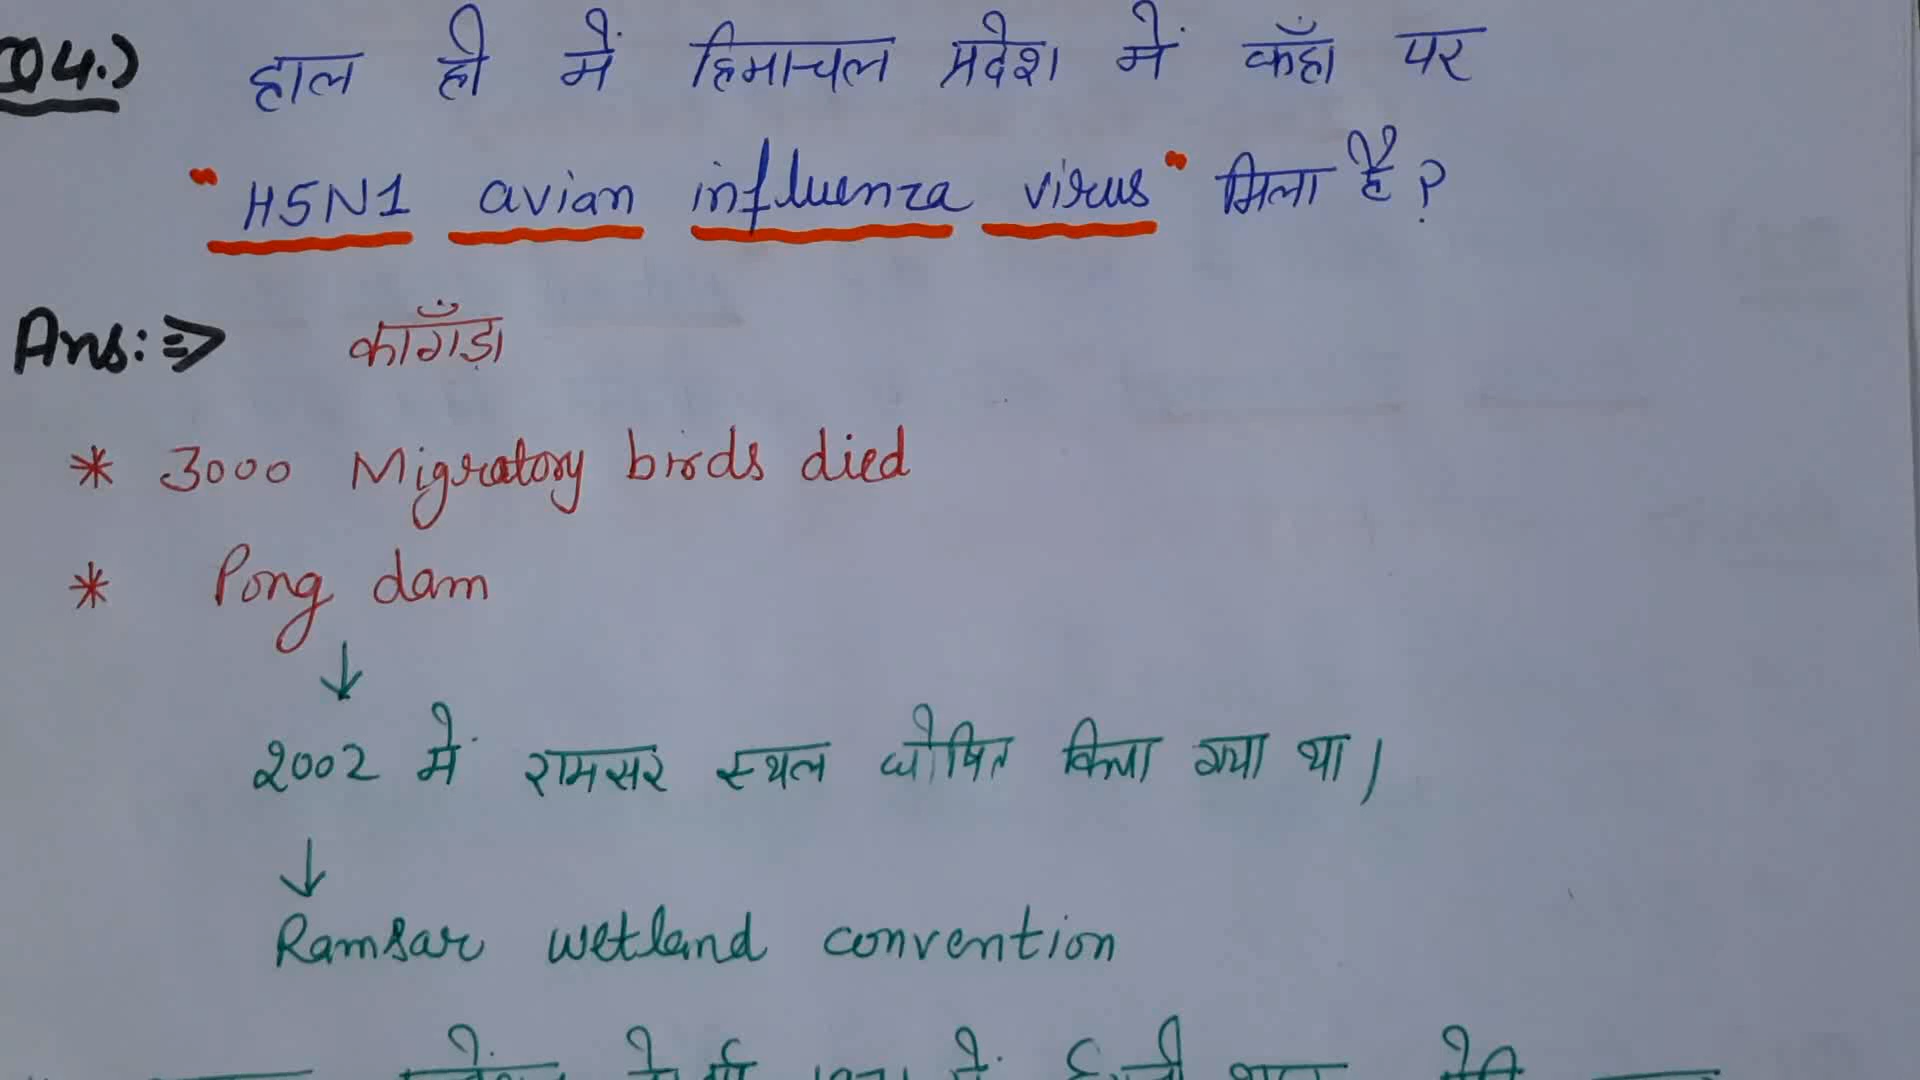 Q4.) हाल ही में हिमाचल प्रदेश में कहाँ पर
"H5N1 avian influenza virus" मिला है?
Ans:⇒ काँगड़ा
* 3000 Migratory birds died
* Pong dam
↓
2002 में रामसर स्थल घोषित किया गया था।
↓
Ramsar wetland convention